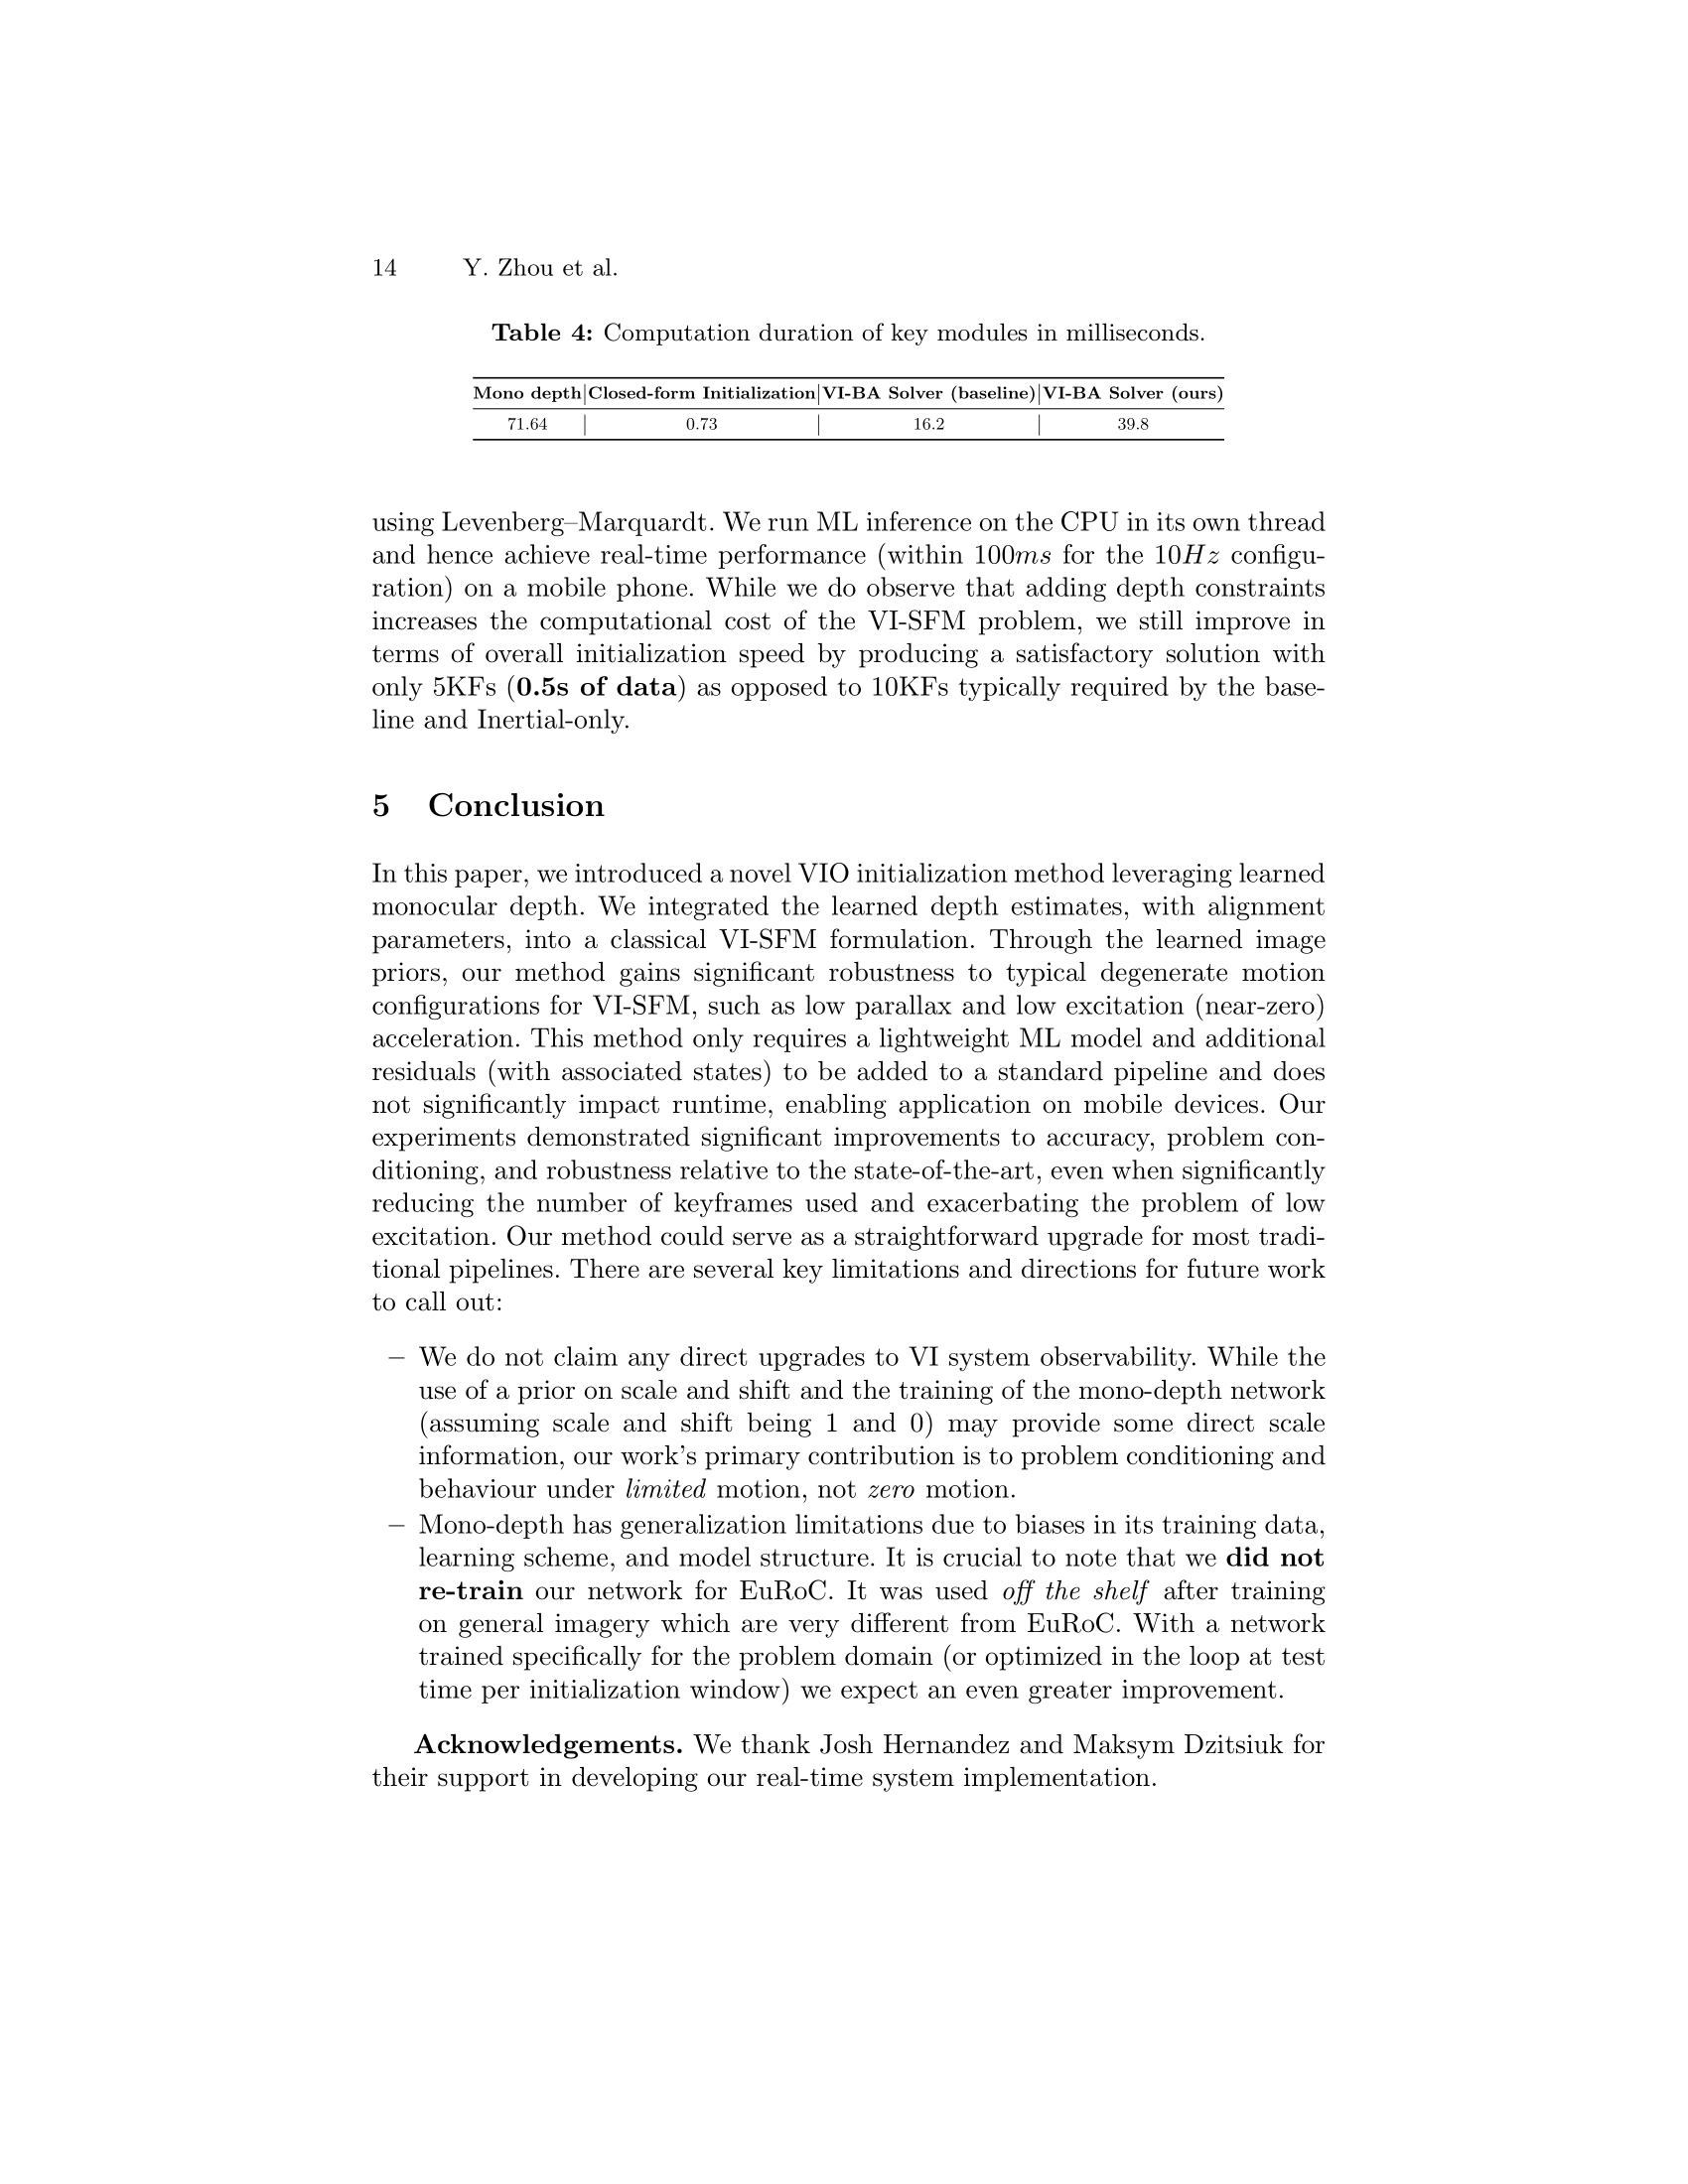 14 Y. Zhou et al.
Table 4: Computation duration of key modules in milliseconds.
Mono depth|Closed-form Initialization|VI-BA Solver (baseline)|VI-BA Solver (ours)
71.64 | 0.73 | 16.2 | 39.8
using Levenberg–Marquardt. We run ML inference on the CPU in its own thread
and hence achieve real-time performance (within 100ms for the 10Hz configu-
ration) on a mobile phone. While we do observe that adding depth constraints
increases the computational cost of the VI-SFM problem, we still improve in
terms of overall initialization speed by producing a satisfactory solution with
only 5KFs (0.5s of data) as opposed to 10KFs typically required by the base-
line and Inertial-only.
5 Conclusion
In this paper, we introduced a novel VIO initialization method leveraging learned
monocular depth. We integrated the learned depth estimates, with alignment
parameters, into a classical VI-SFM formulation. Through the learned image
priors, our method gains significant robustness to typical degenerate motion
configurations for VI-SFM, such as low parallax and low excitation (near-zero)
acceleration. This method only requires a lightweight ML model and additional
residuals (with associated states) to be added to a standard pipeline and does
not significantly impact runtime, enabling application on mobile devices. Our
experiments demonstrated significant improvements to accuracy, problem con-
ditioning, and robustness relative to the state-of-the-art, even when significantly
reducing the number of keyframes used and exacerbating the problem of low
excitation. Our method could serve as a straightforward upgrade for most tradi-
tional pipelines. There are several key limitations and directions for future work
to call out:
– We do not claim any direct upgrades to VI system observability. While the
use of a prior on scale and shift and the training of the mono-depth network
(assuming scale and shift being 1 and 0) may provide some direct scale
information, our work's primary contribution is to problem conditioning and
behaviour under limited motion, not zero motion.
– Mono-depth has generalization limitations due to biases in its training data,
learning scheme, and model structure. It is crucial to note that we did not
re-train our network for EuRoC. It was used off the shelf after training
on general imagery which are very different from EuRoC. With a network
trained specifically for the problem domain (or optimized in the loop at test
time per initialization window) we expect an even greater improvement.
Acknowledgements. We thank Josh Hernandez and Maksym Dzitsiuk for
their support in developing our real-time system implementation.